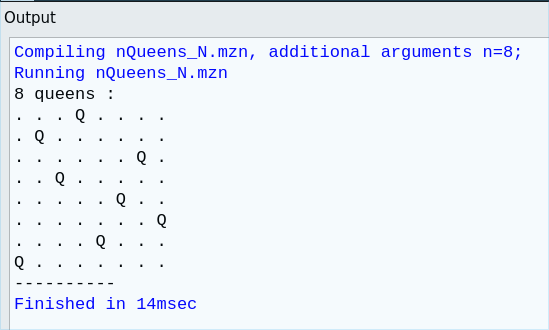 Output
Compiling nQueens_N.mzn, additional arguments n=8;
Running nQueens_N.mzn
8 queens :
. . . Q . . . .
. Q . . . . . .
. . . . . . Q .
. . Q . . . . .
. . . . . Q . .
. . . . . . . Q
. . . . Q . . .
Q . . . . . . .
----------
Finished in 14msec